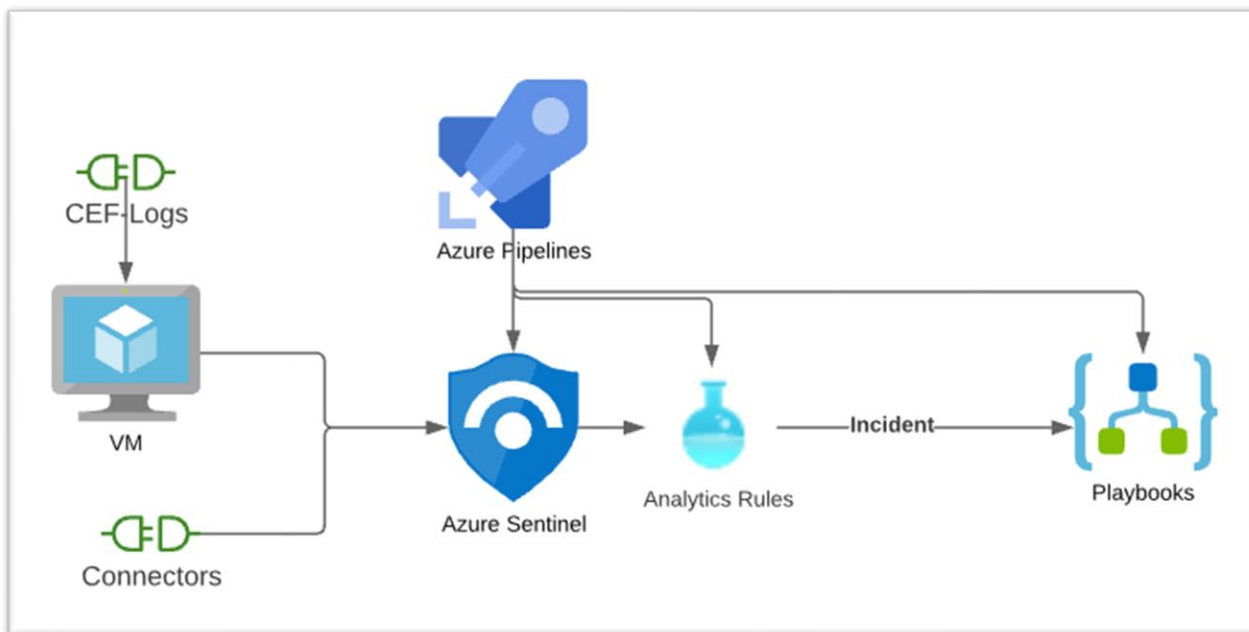 CEF-Logs
Azure Pipelines
VM
Incident
Azure Sentinel
Analytics Rules
Playbooks
Connectors